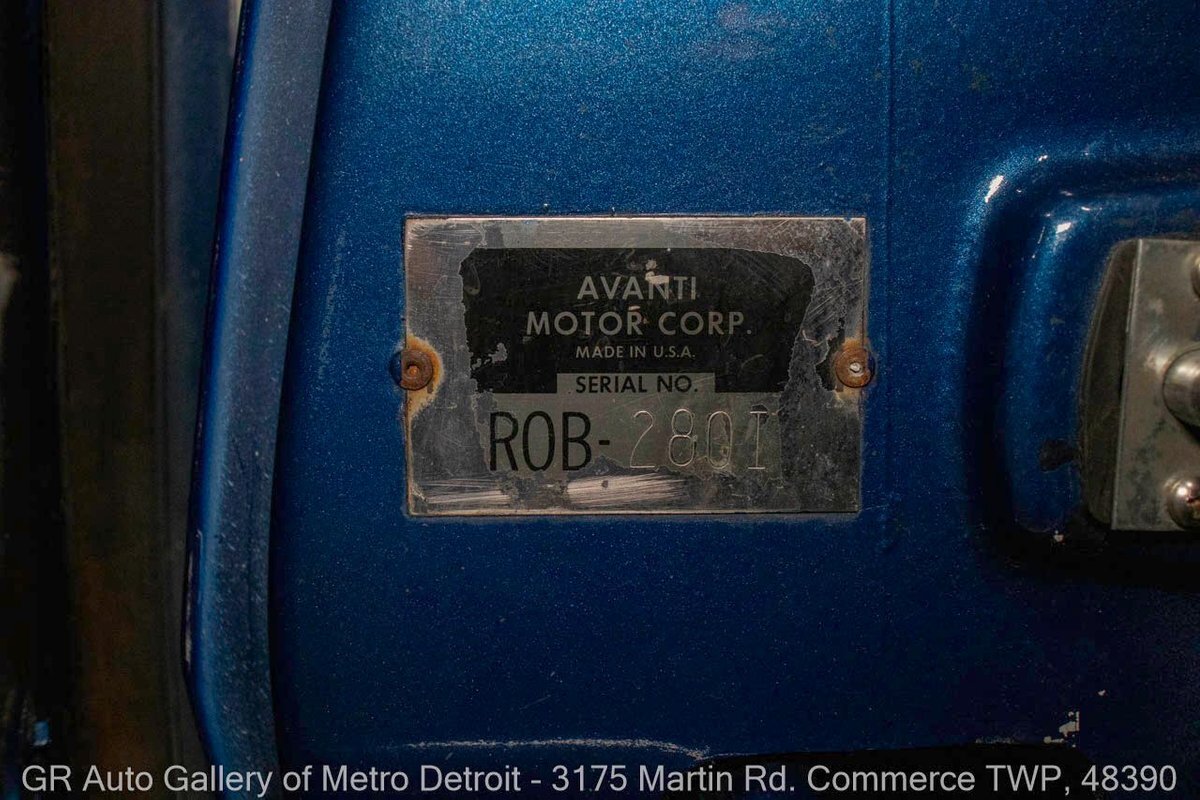 AVANTI
MOTOR CORP.
MADE IN U.S.A.
SERIAL NO.
RQB-2801
GR Auto Gallery of Metro Detroit - 3175 Martin Rd. Commerce TWP, 48390